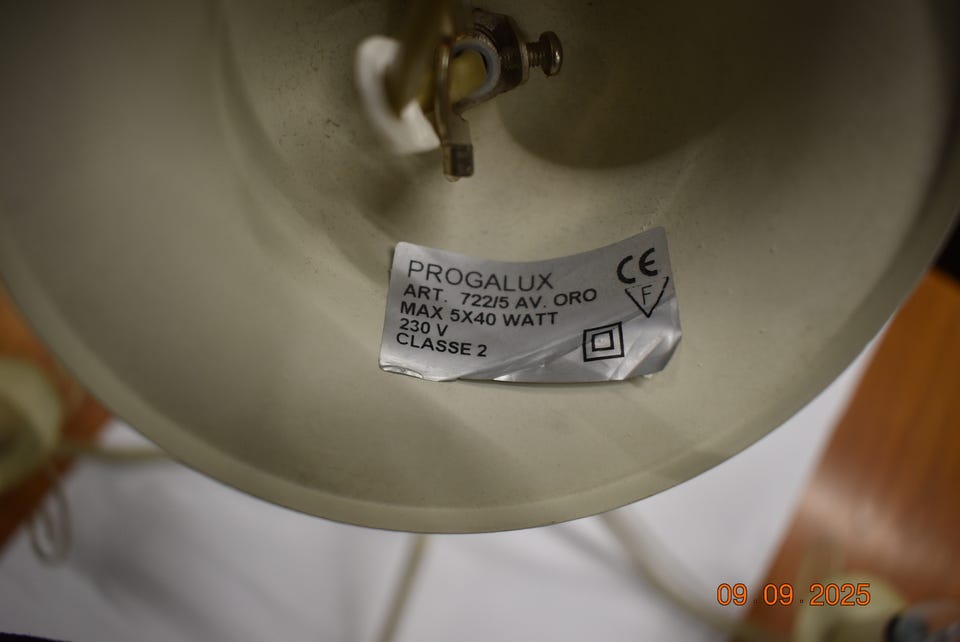 PROGALUX
ART. 722/5 AV. ORO
MAX 5X40 WATT
230 V
CLASSE 2
CE
F
09.09.2025